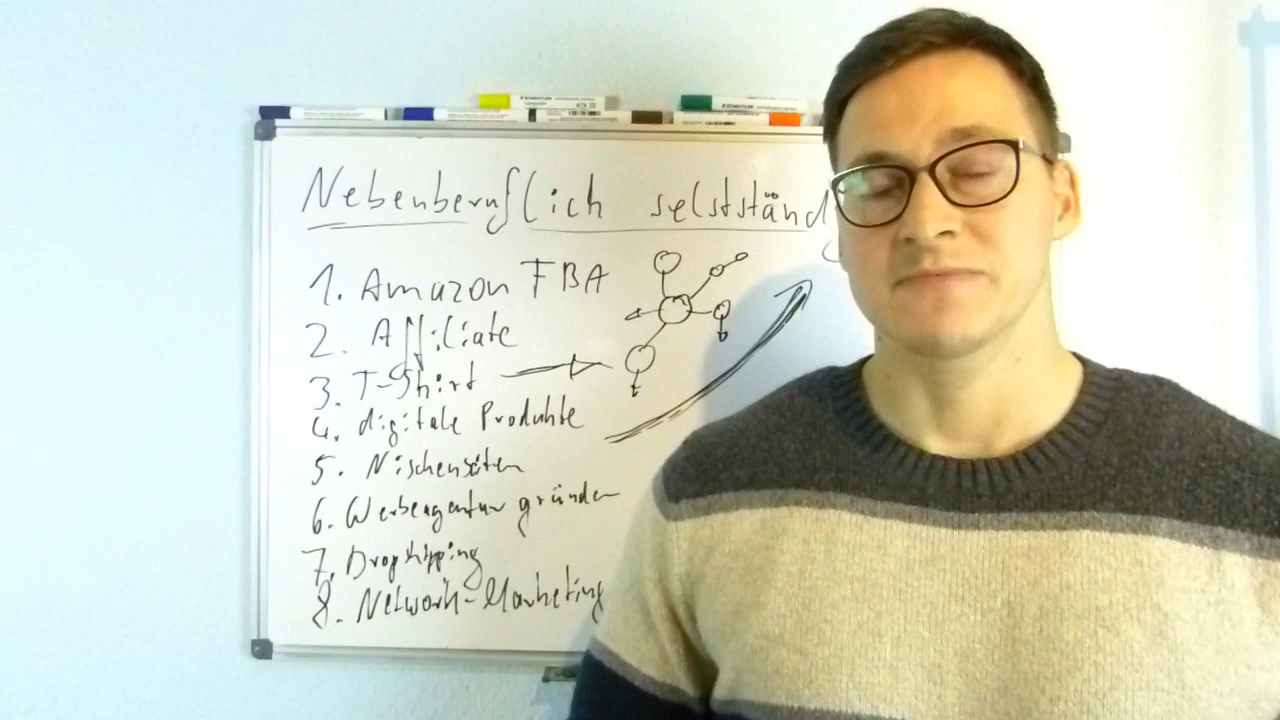 Nebenberuflich selstständ
1. Amazon FBA
2. Affiliate
3. T-Shirt
4. digitale Produkte
5. Nischenseiten
6. Werbeagentur gründen
7. Dropshipping
8. Network-Marketing